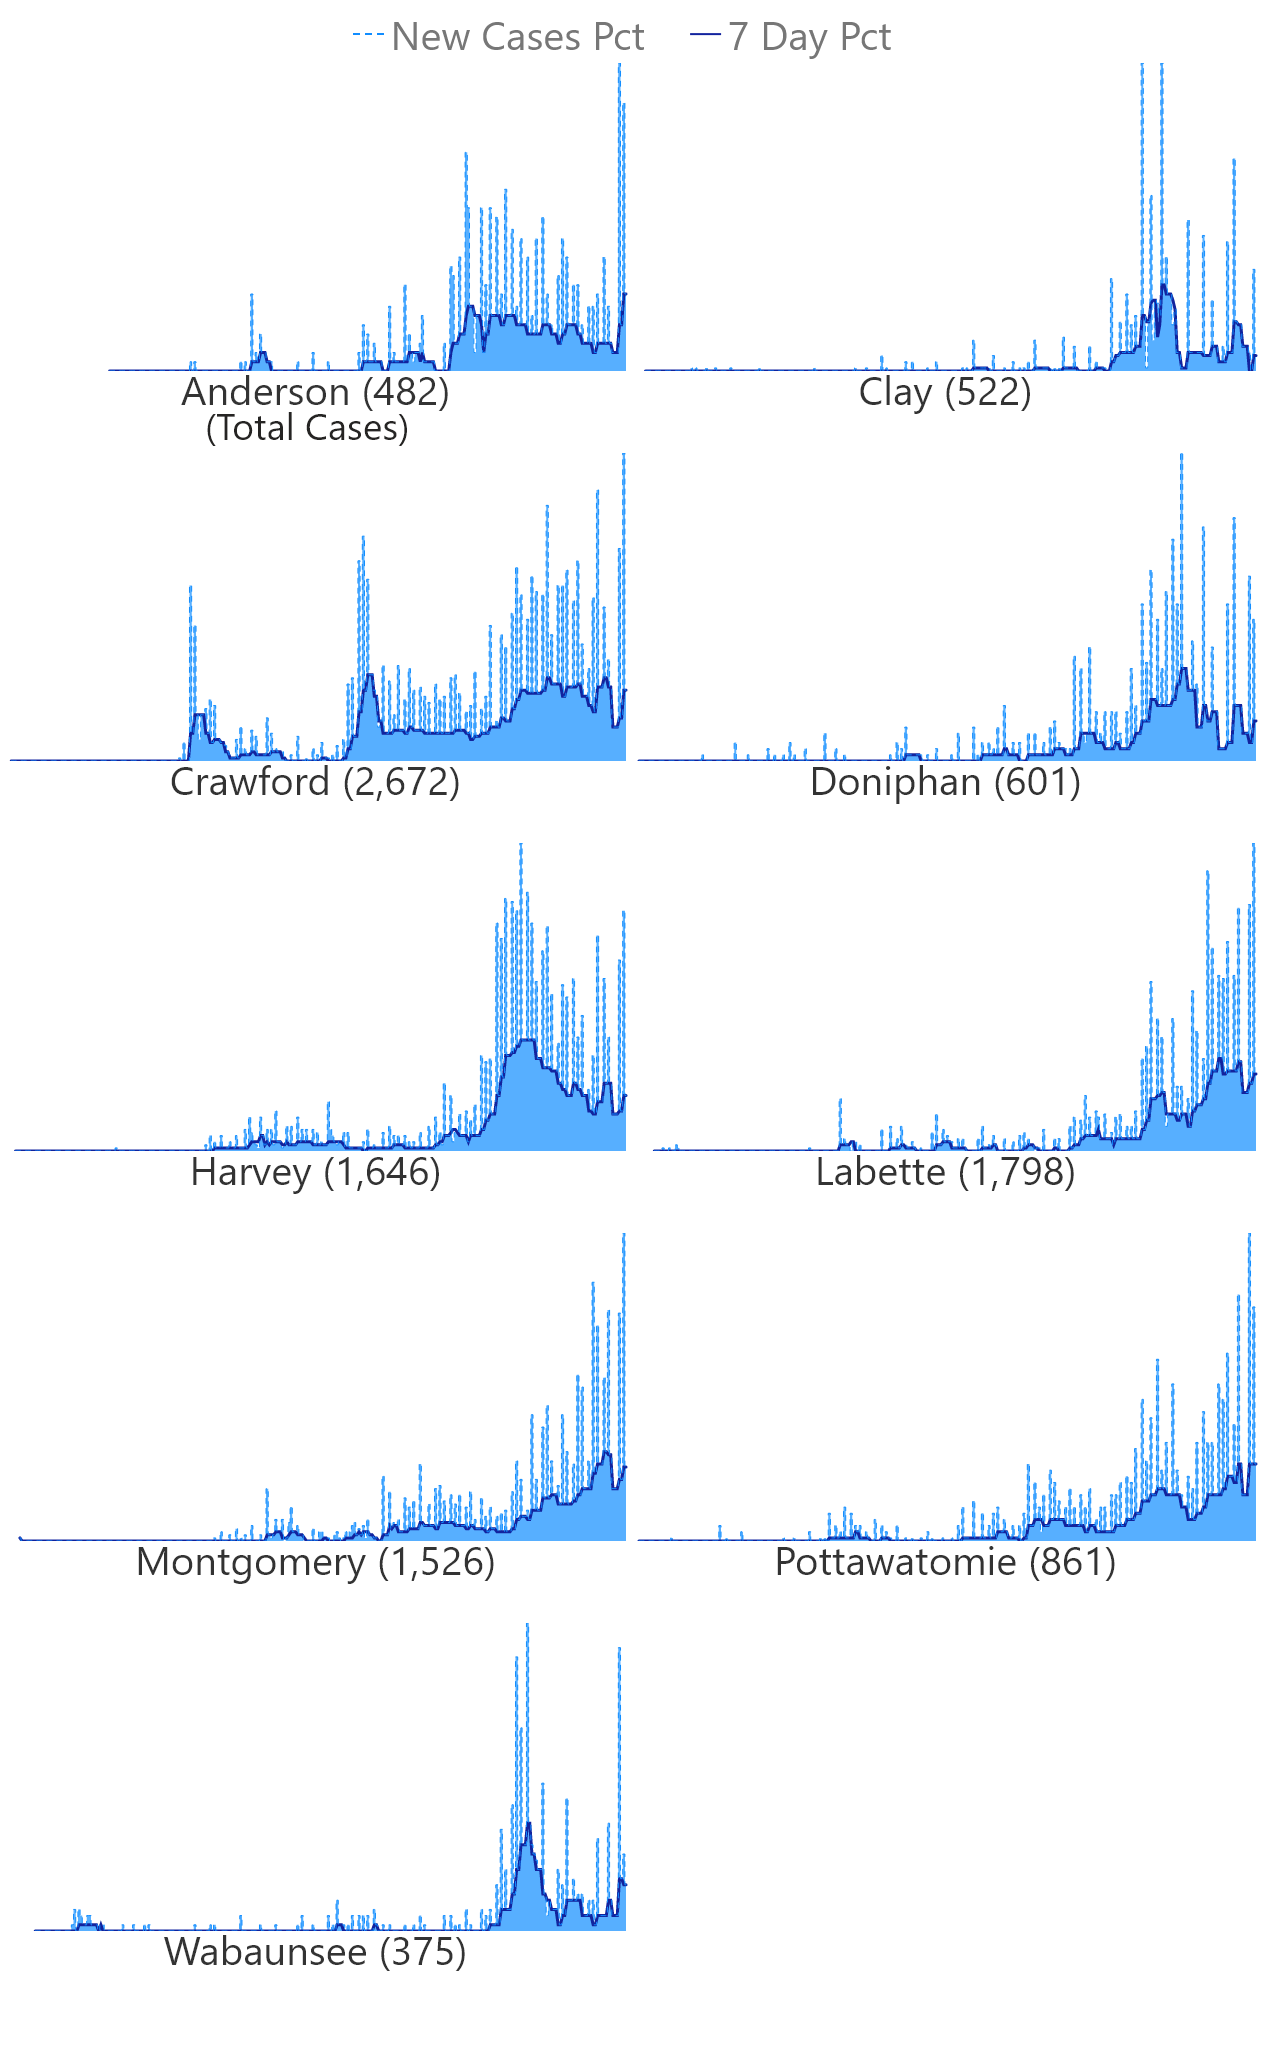 New Cases Pct 7 Day Pct
Anderson (482) Clay (522)
(Total Cases)
Crawford (2,672) Doniphan (601)
Harvey (1,646) Labette (1,798)
Montgomery (1,526) Pottawatomie (861)
Wabaunsee (375)